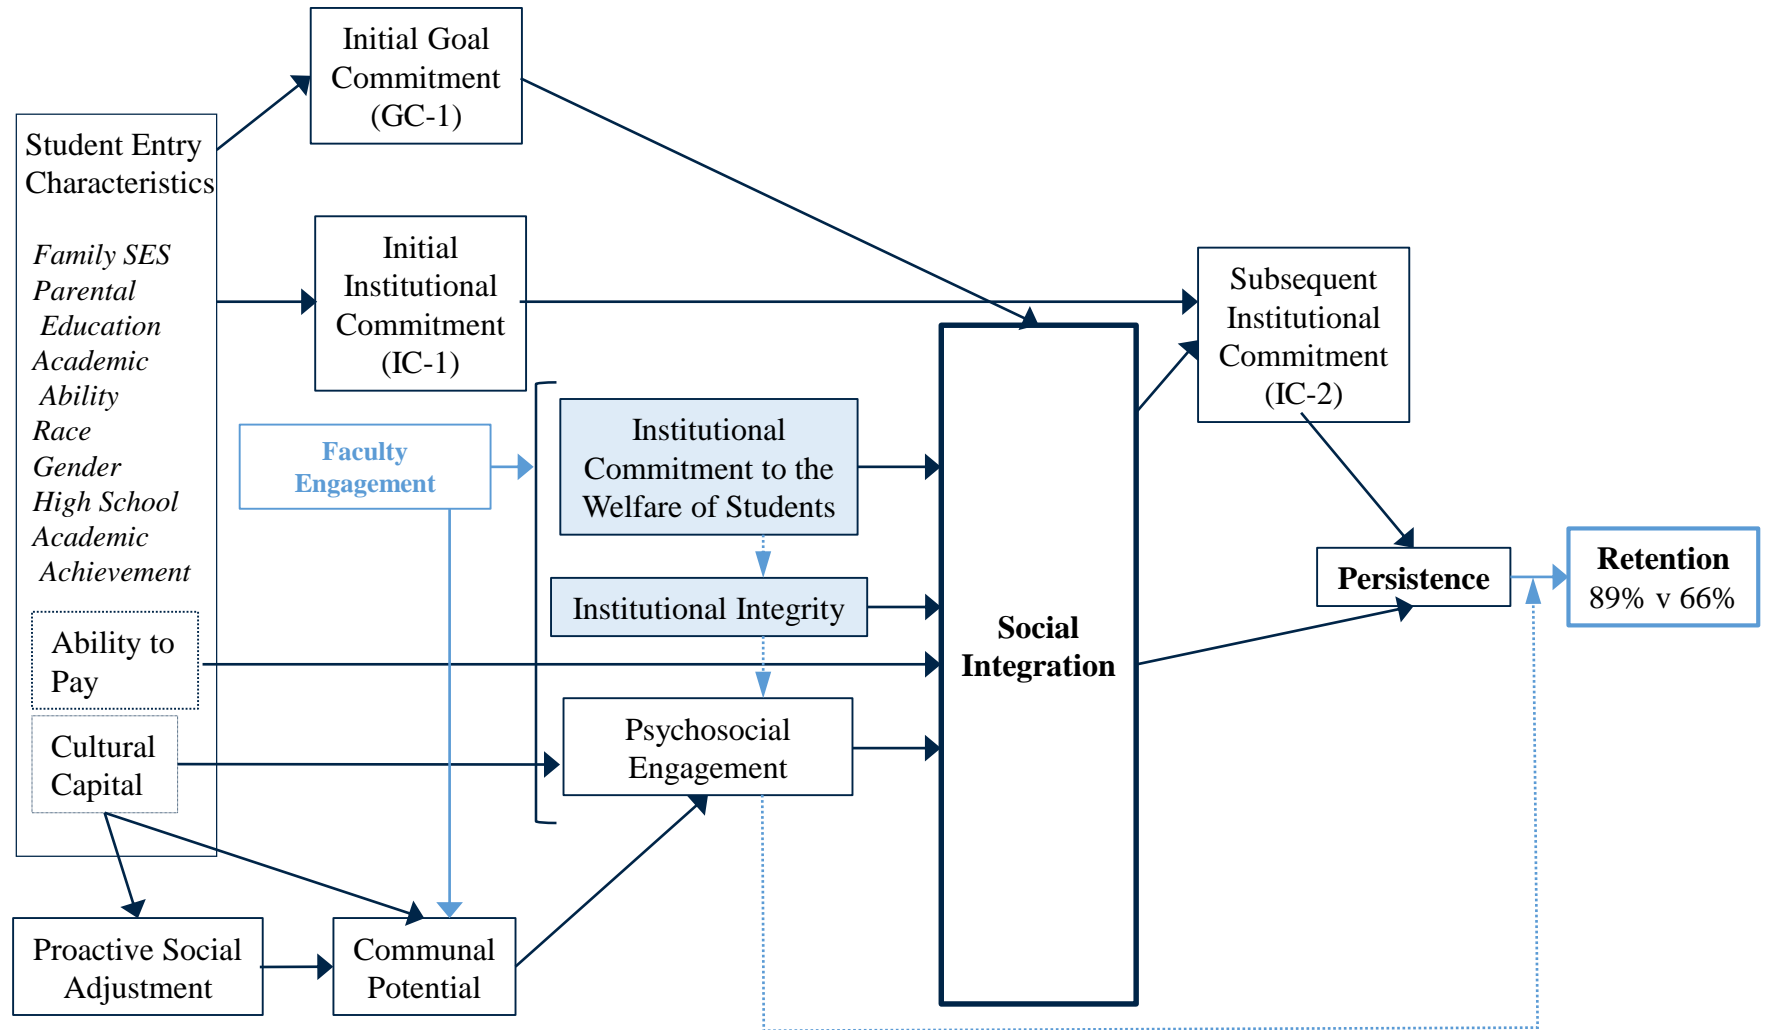 Initial Goal
Commitment
(GC-1)
Student Entry
Characteristics
Family SES
Parental
Education
Academic
Ability
Race
Gender
High School
Academic
Achievement
Ability to
Pay
Cultural
Capital
Initial
Institutional
Commitment
(IC-1)
Faculty
Engagement
Institutional
Commitment to the
Welfare of Students
Institutional Integrity
Psychosocial
Engagement
Proactive Social
Adjustment
Communal
Potential
Social
Integration
Subsequent
Institutional
Commitment
(IC-2)
Persistence
Retention
89% v 66%